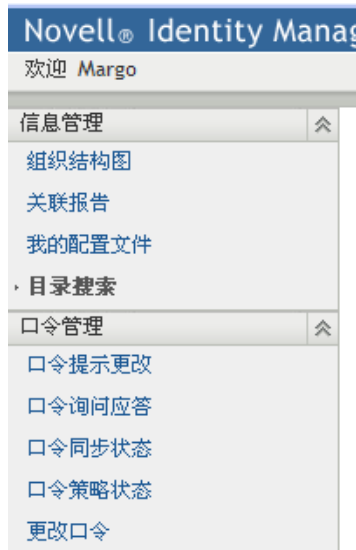 Novell® Identity Mana
欢迎 Margo
信息管理
组织结构图
关联报告
我的配置文件
目录搜索
口令管理
口令提示更改
口令询问应答
口令同步状态
口令策略状态
更改口令